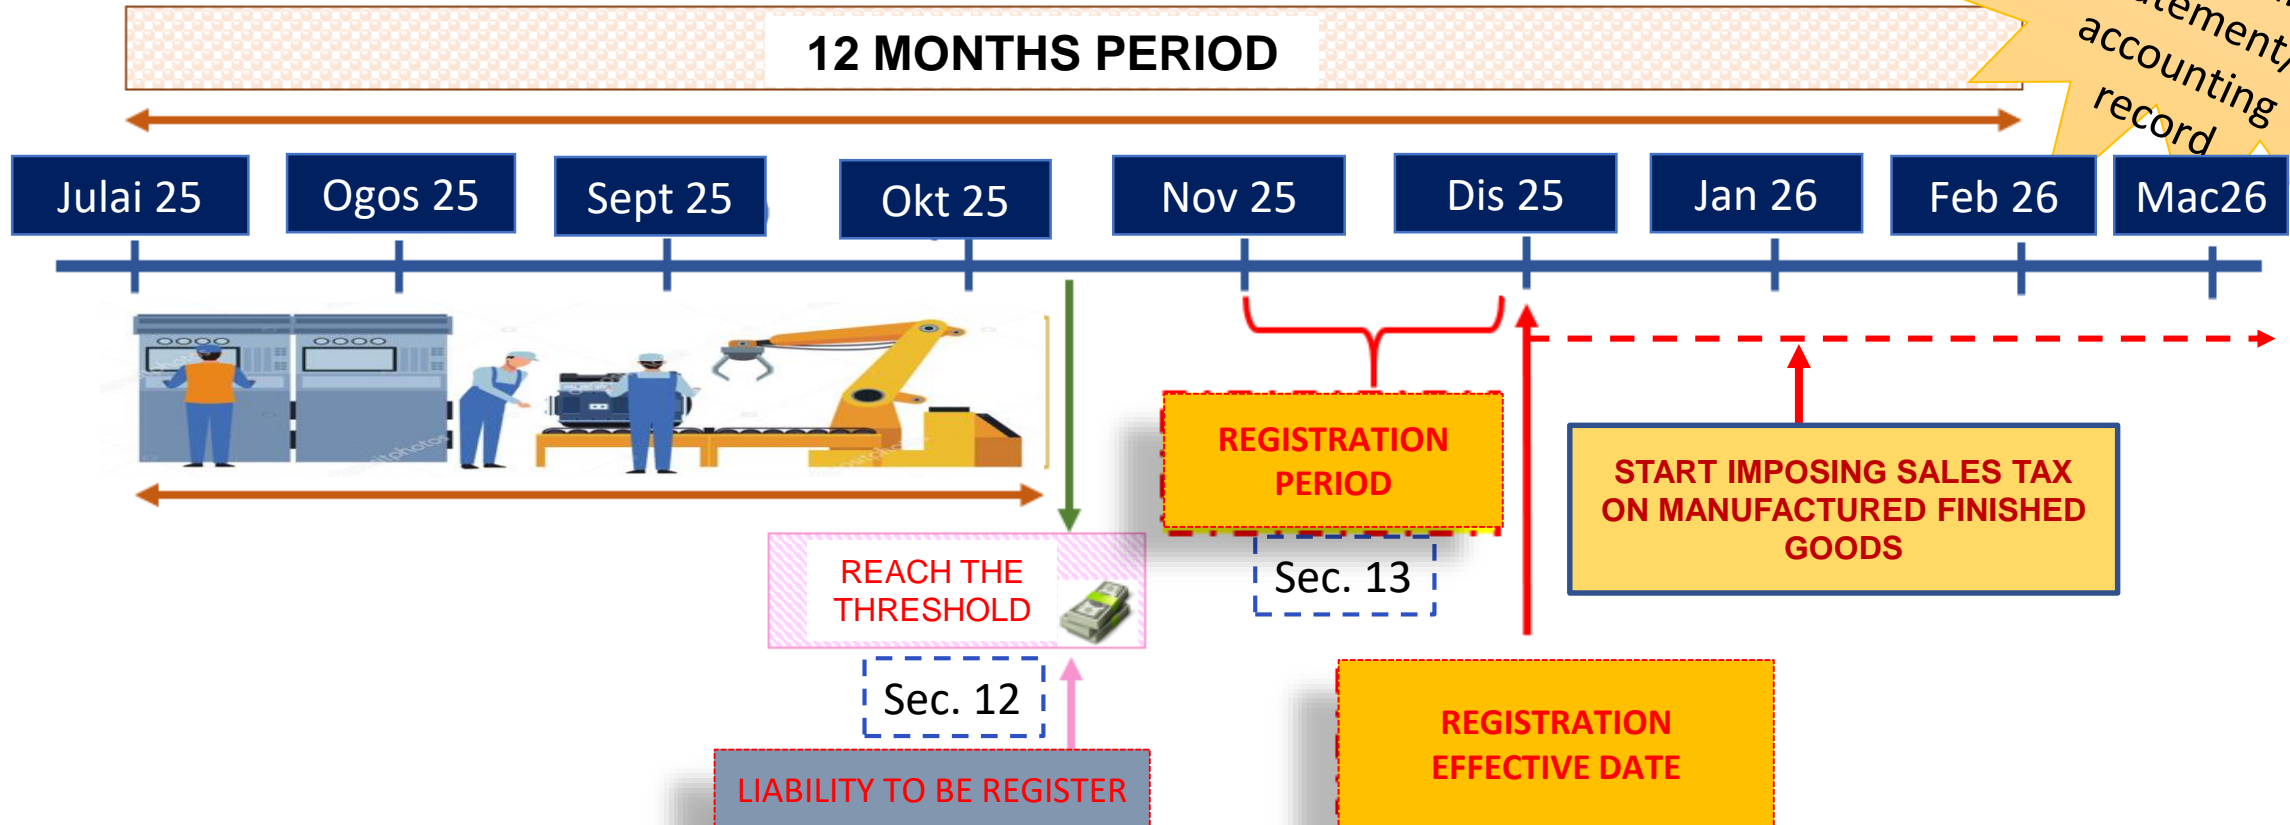 12 MONTHS PERIOD
accounting
record
Julai 25
Ogos 25
Sept 25
Okt 25
Nov 25
Dis 25
Jan 26
Feb 26
Mac26
REGISTRATION
PERIOD
START IMPOSING SALES TAX
ON MANUFACTURED FINISHED
GOODS
REACH THE
THRESHOLD
Sec. 13
Sec. 12
REGISTRATION
EFFECTIVE DATE
LIABILITY TO BE REGISTER